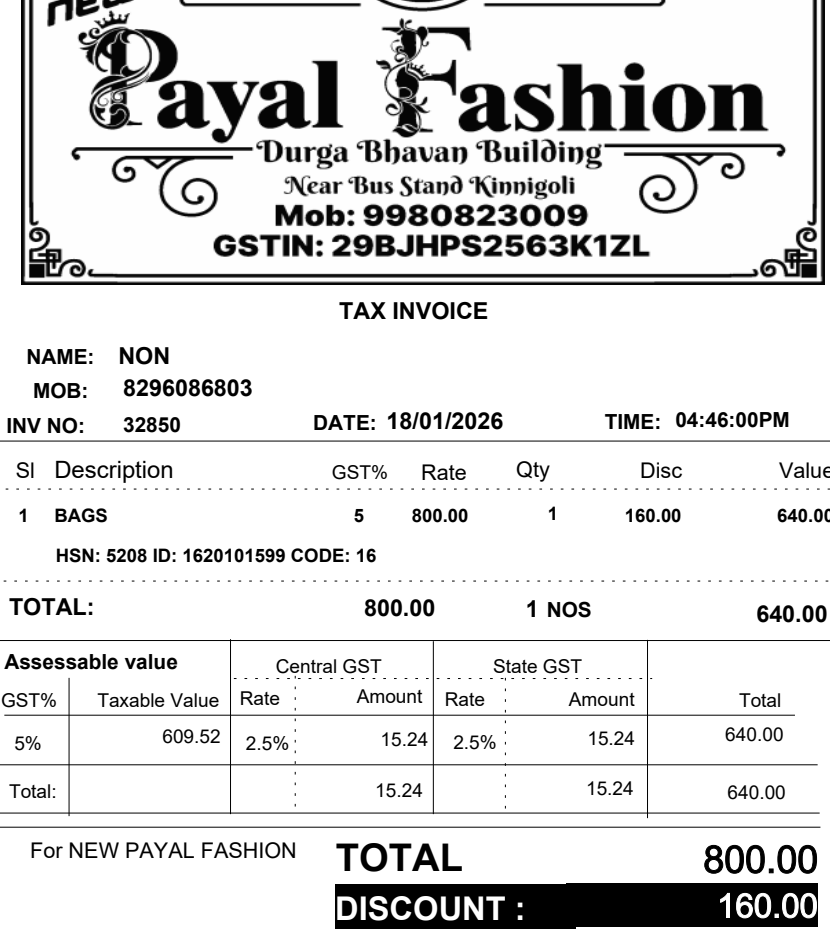 new
Payal Fashion
Durga Bhavan Building
Near Bus Stand Kinnigoli
Mob: 9980823009
GSTIN: 29BJHPS2563K1ZL
TAX INVOICE
NAME: NON
MOB: 8296086803
INV NO: 32850 DATE: 18/01/2026 TIME: 04:46:00PM
Sl Description GST% Rate Qty Disc Value
1 BAGS 5 800.00 1 160.00 640.00
HSN: 5208 ID: 1620101599 CODE: 16
TOTAL: 800.00 1 NOS 640.00
Assessable value Central GST State GST
GST% Taxable Value Rate Amount Rate Amount Total
5% 609.52 2.5% 15.24 2.5% 15.24 640.00
Total: 15.24 15.24 640.00
For NEW PAYAL FASHION TOTAL 800.00
DISCOUNT : 160.00